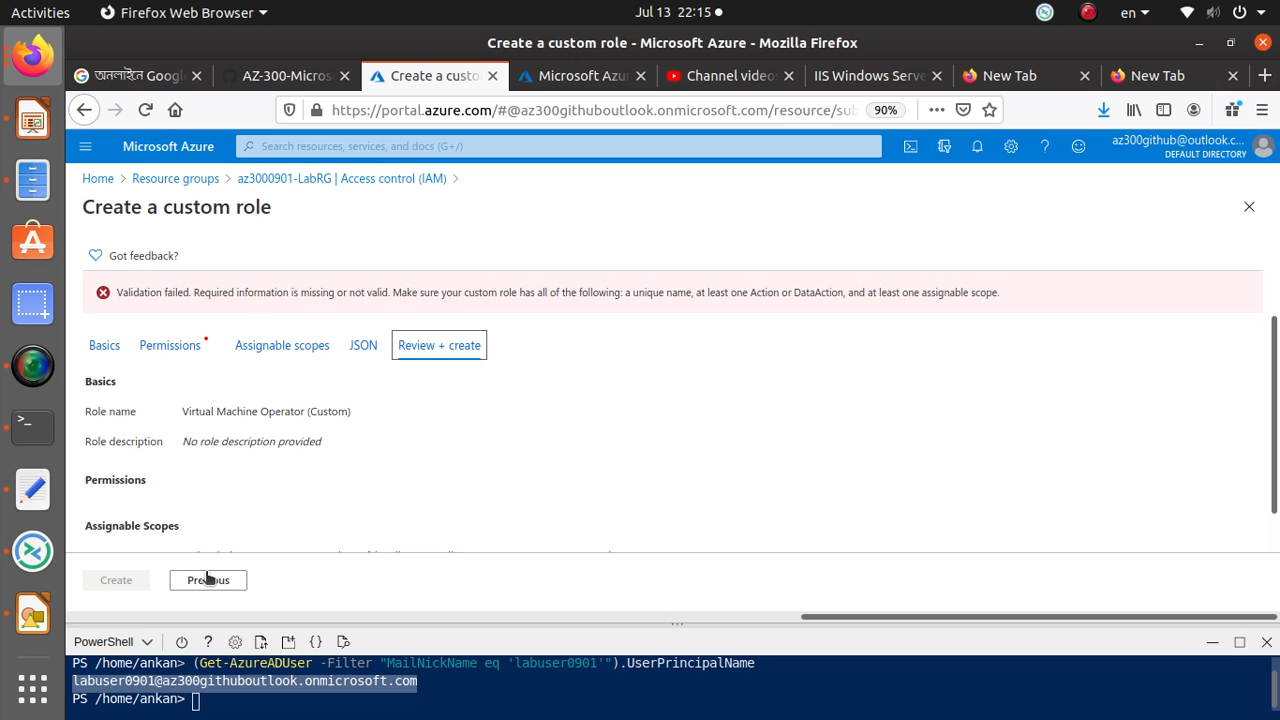 Activities Firefox Web Browser Jul 13 22:15 en
Create a custom role - Microsoft Azure - Mozilla Firefox
অনলাইন Googl AZ-300-Micros Create a custo Microsoft Azu Channel video IIS Windows Serve New Tab New Tab
https://portal.azure.com/#@az300githuboutlook.onmicrosoft.com/resource/sub 90%
Microsoft Azure Search resources, services, and docs (G+/) az300github@outlook.c...
DEFAULT DIRECTORY
Home > Resource groups > az3000901-LabRG | Access control (IAM) >
Create a custom role
Got feedback?
Validation failed. Required information is missing or not valid. Make sure your custom role has all of the following: a unique name, at least one Action or DataAction, and at least one assignable scope.
Basics Permissions Assignable scopes JSON Review + create
Basics
Role name Virtual Machine Operator (Custom)
Role description No role description provided
Permissions
Assignable Scopes
Create Previous
PowerShell
PS /home/ankan> (Get-AzureADUser -Filter "MailNickName eq 'labuser0901'").UserPrincipalName
labuser0901@az300githuboutlook.onmicrosoft.com
PS /home/ankan>